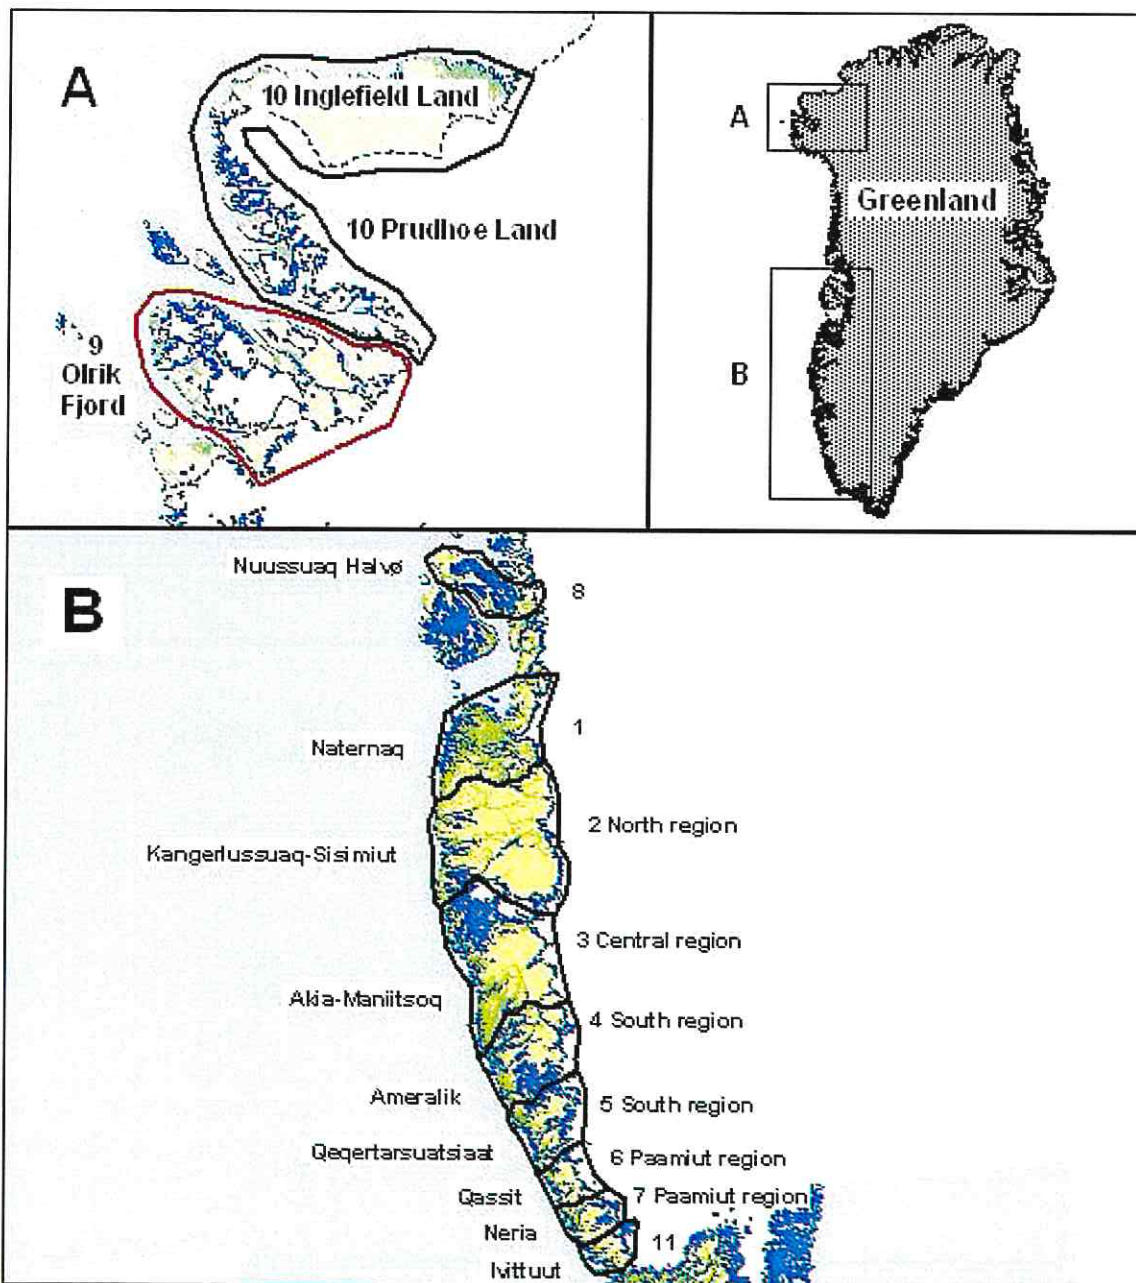 A
10 Inglefield Land
10 Prudhoe Land
9
Olrik
Fjord
A
Greenland
B
B
Nuussuaq Halvø
8
1
Naternaq
2 North region
Kangerlussuaq-Sisimiut
3 Central region
Akia-Maniitsoq
4 South region
Ameralik
5 South region
Qeqertarsuatsiaat
6 Paamiut region
Qassit
7 Paamiut region
Neria
11
Ivittuut